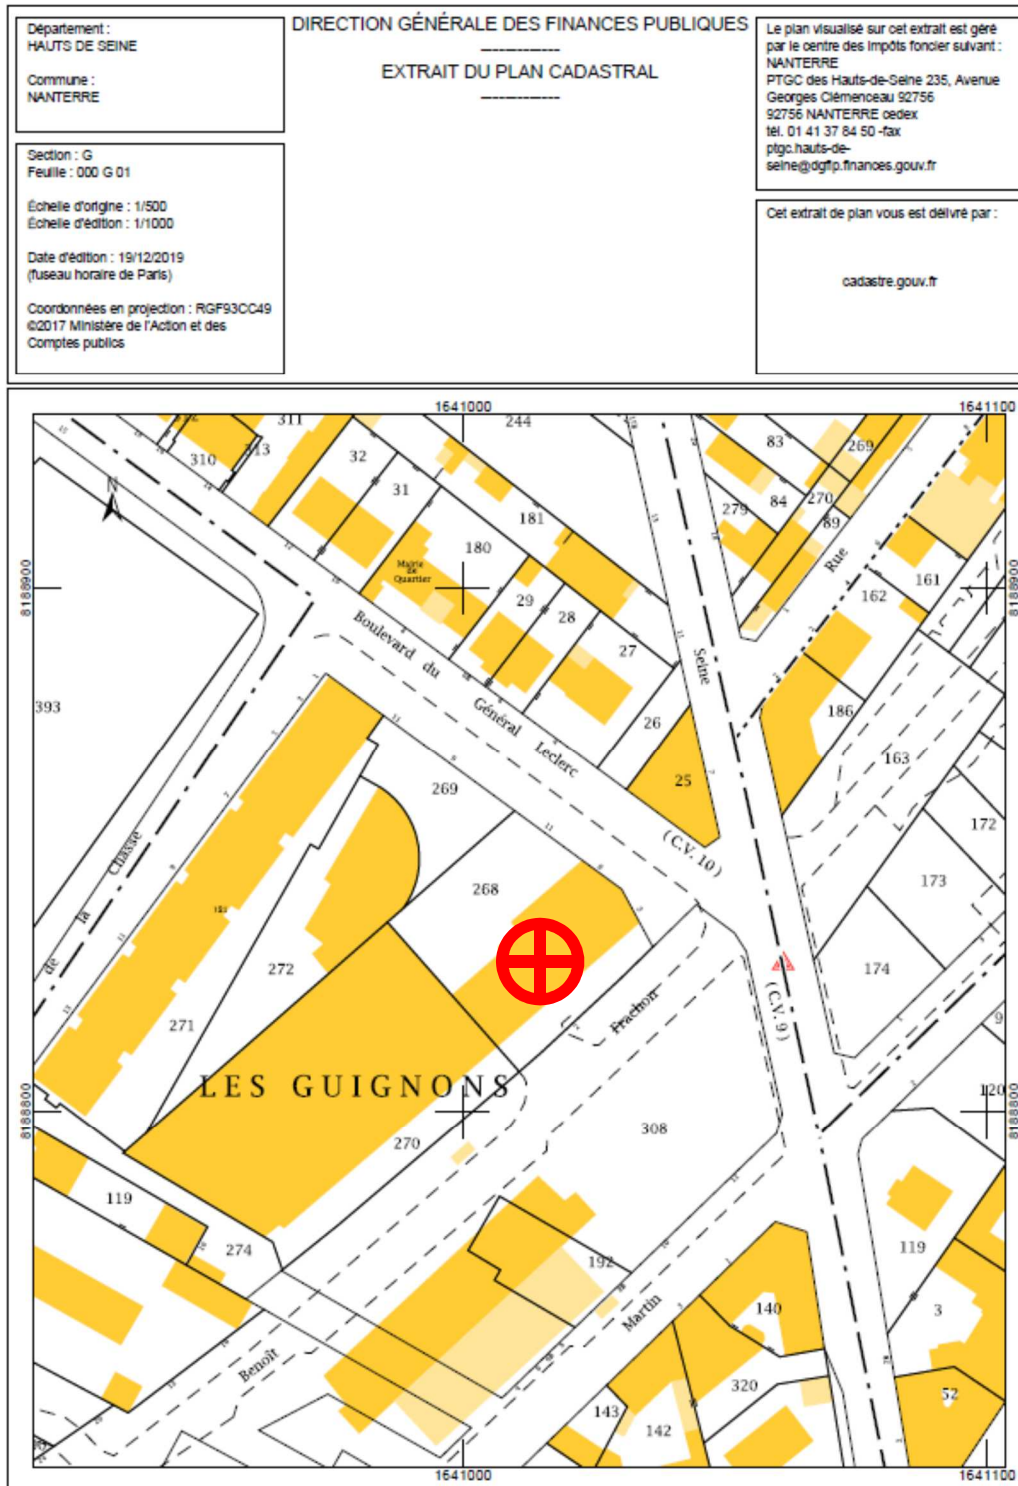 Département :
HAUTS DE SEINE
Commune :
NANTERRE
Section : G
Feuille : 000 G 01
Échelle d'origine : 1/500
Échelle d'édition : 1/1000
Date d'édition : 19/12/2019
(fuseau horaire de Paris)
Coordonnées en projection : RGF93CC49
©2017 Ministère de l'Action et des
Comptes publics
DIRECTION GÉNÉRALE DES FINANCES PUBLIQUES
EXTRAIT DU PLAN CADASTRAL
Le plan visualisé sur cet extrait est géré
par le centre des impôts foncier suivant :
NANTERRE
PTGC des Hauts-de-Seine 235, Avenue
Georges Clémenceau 92756
92756 NANTERRE cedex
tél. 01 41 37 84 50 -fax
ptgc.hauts-de-
seine@dgfip.finances.gouv.fr
Cet extrait de plan vous est délivré par :
cadastre.gouv.fr
1641000
1641100
311
244
83
269
310
313
32
31
N
181
279
84
270
89
180
Rue
8188900
8188900
Mairie
de
Quartier
29
28
162
161
27
Boulevard du
Général Leclerc
Seine
393
26
186
25
163
269
172
(C.V. 10)
de la Chasse
268
173
272
174
(C.V. 9)
271
Frachon
LES GUIGNONS
8188800
8188800
120
270
308
119
274
192
119
Martin
140
3
Benoît
320
52
143
142
1641000
1641100